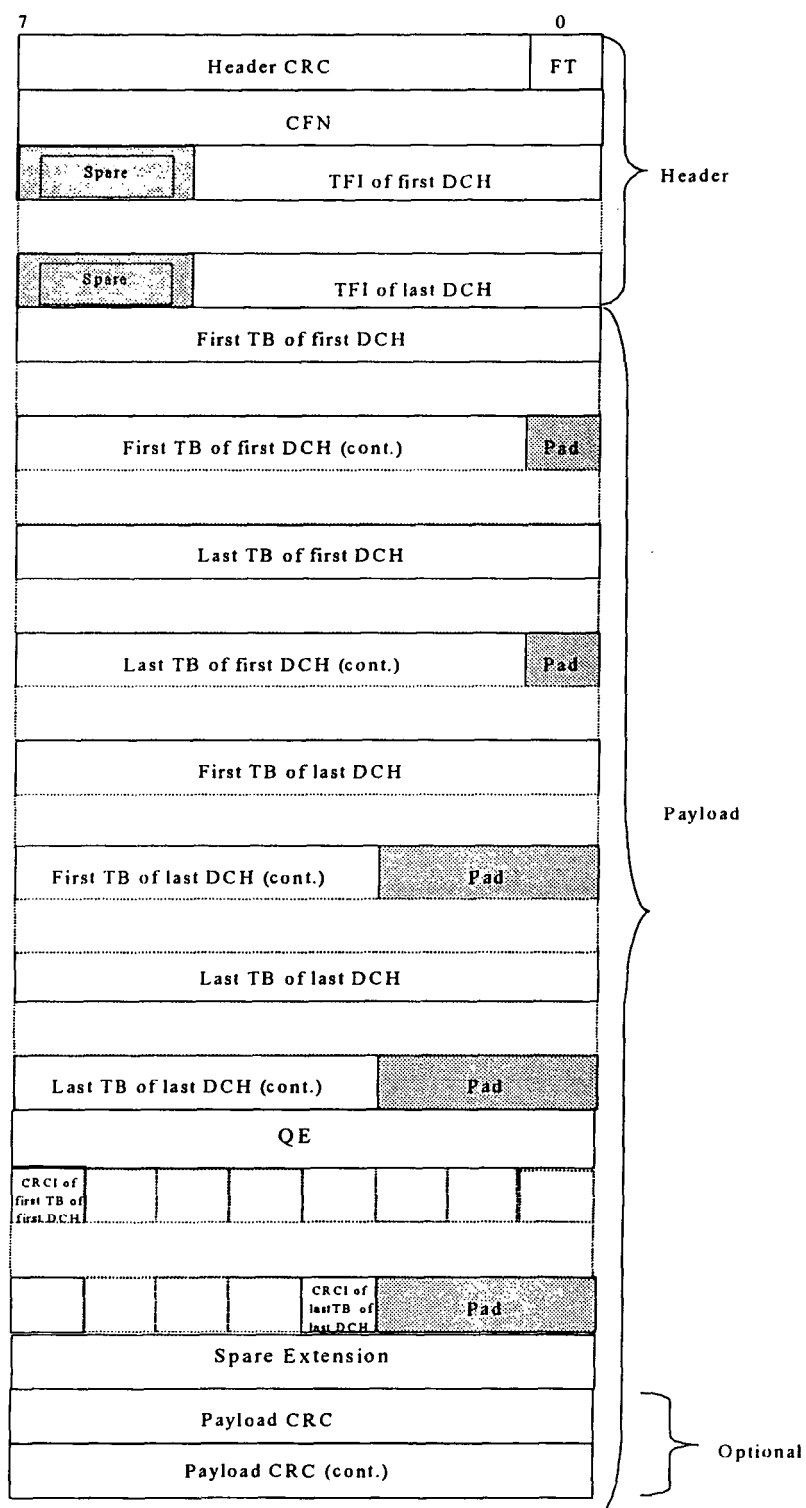 7 0
Header CRC FT
CFN
Spare TFI of first DCH
Header
Spare TFI of last DCH
First TB of first DCH
First TB of first DCH (cont.) Pad
Last TB of first DCH
Last TB of first DCH (cont.) Pad
First TB of last DCH
Payload
First TB of last DCH (cont.) Pad
Last TB of last DCH
Last TB of last DCH (cont.) Pad
QE
CRCI of
first TB of
first DCH
CRCI of
lastTB of
last DCH
Pad
Spare Extension
Payload CRC
Optional
Payload CRC (cont.)